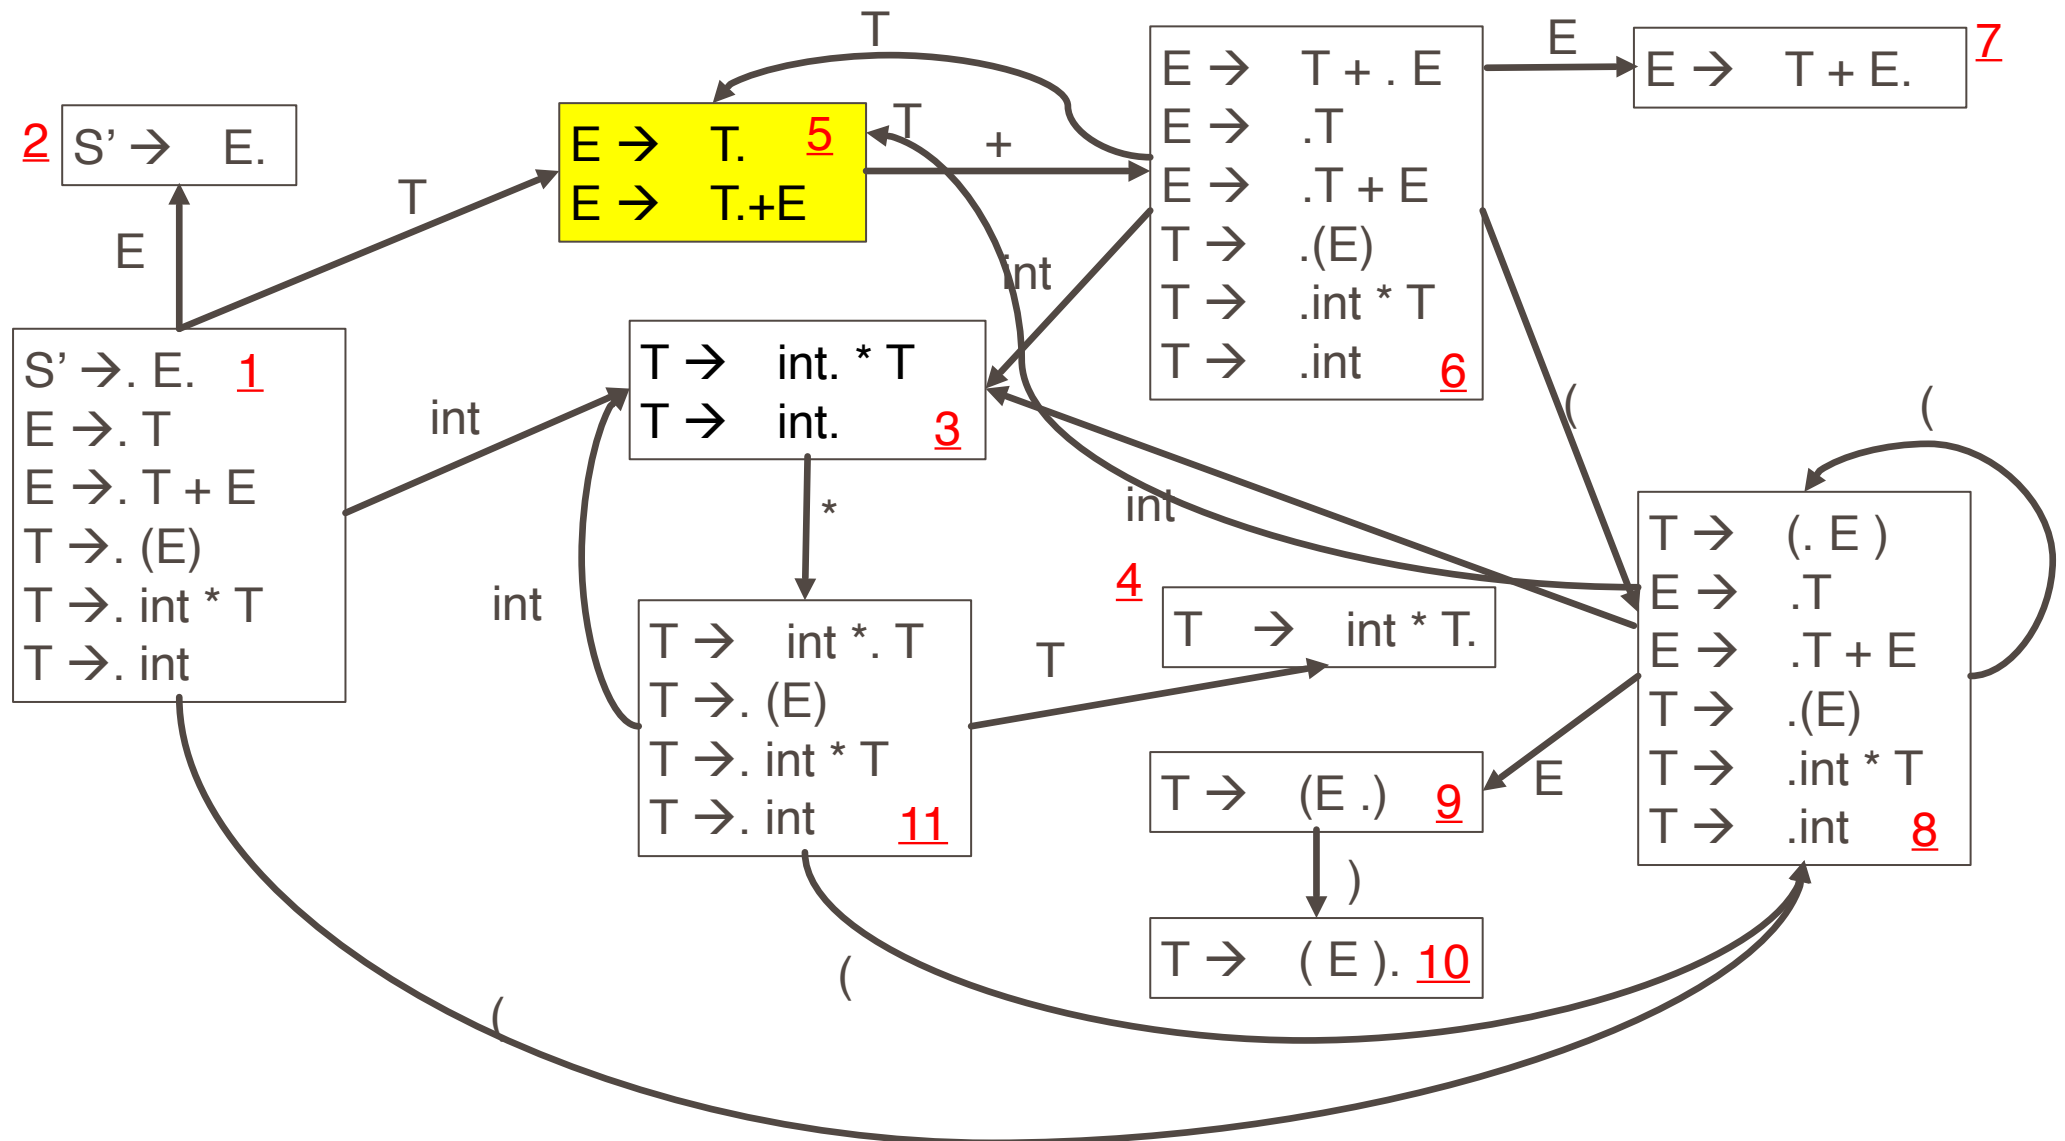 T
E → T + . E
E → .T
E → .T + E
T → .(E)
T → .int * T
T → .int
6
E
E → T + E.
7
2
S’ → E.
E
T
E → T.
E → T.+E
5
T
+
int
S’ →. E.
E →. T
E →. T + E
T →. (E)
T →. int * T
T →. int
1
int
T → int. * T
T → int.
3
*
int
int
(
(
T → int *. T
T →. (E)
T →. int * T
T →. int
11
T
4
T → int * T.
T → (. E )
E → .T
E → .T + E
T → .(E)
T → .int * T
T → .int
8
E
T → (E .)
9
)
T → ( E ).
10
(
(